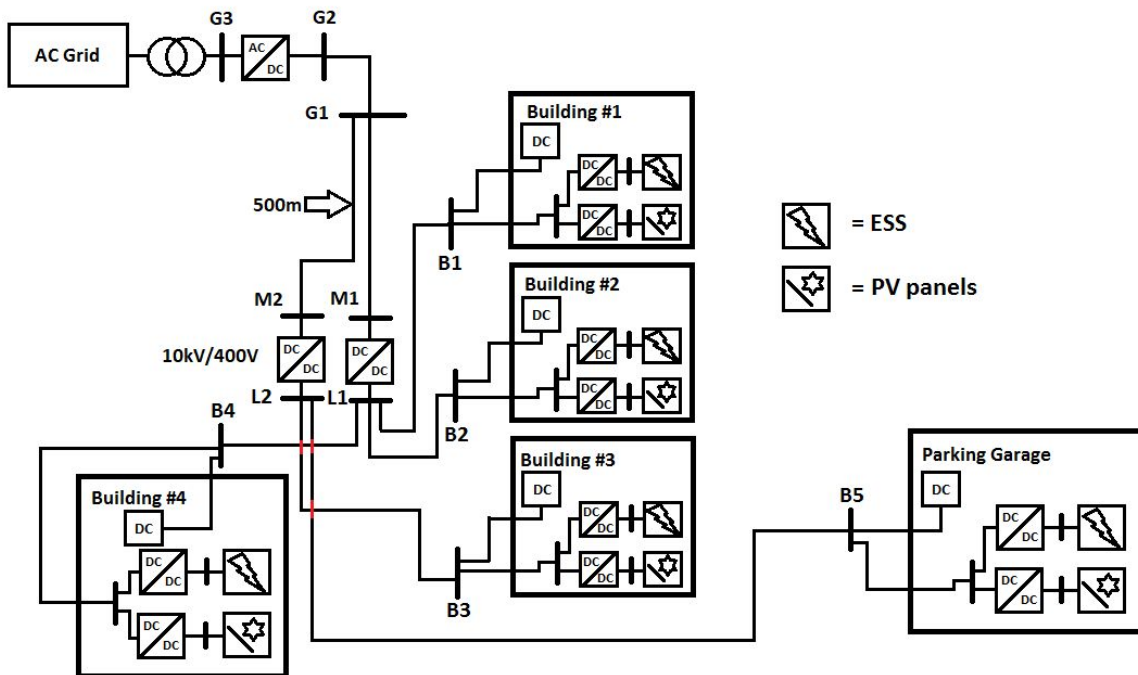 G3
G2
AC Grid
AC
DC
G1
500m
M2
M1
10kV/400V
DC
DC
DC
DC
L2
L1
B4
Building #1
DC
DC
DC
DC
DC
B1
Building #2
DC
DC
DC
DC
DC
B2
Building #3
DC
DC
DC
DC
DC
B3
Building #4
DC
DC
DC
DC
DC
B5
Parking Garage
DC
DC
DC
DC
DC
= ESS
= PV panels